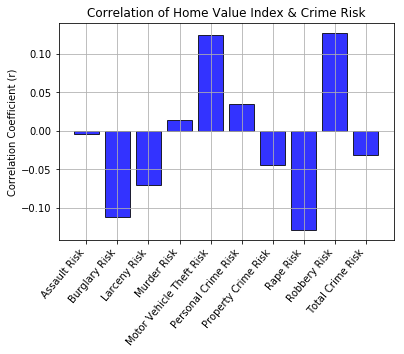 Correlation of Home Value Index & Crime Risk
Correlation Coefficient (r)
0.10
0.05
0.00
−0.05
−0.10
Assault Risk
Burglary Risk
Larceny Risk
Murder Risk
Motor Vehicle Theft Risk
Personal Crime Risk
Property Crime Risk
Rape Risk
Robbery Risk
Total Crime Risk